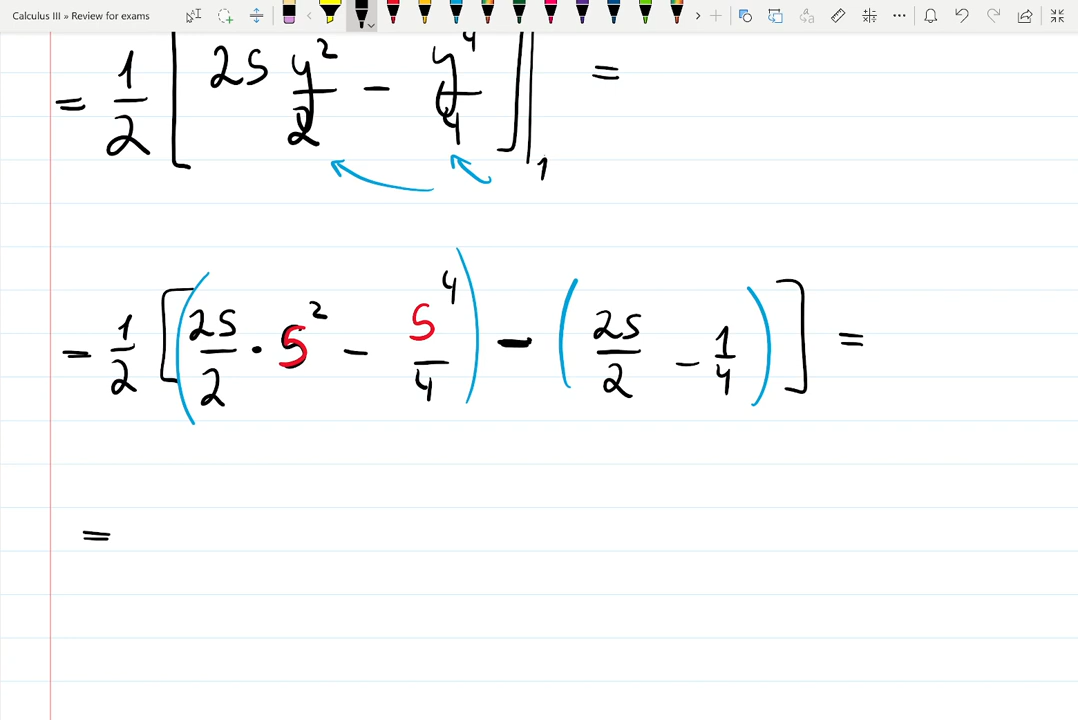 Calculus III » Review for exams
= 1/2 [ 25 y²/2 - y⁴/4 ] |₁ =
= 1/2 [ ( 25/2 · 5² - 5⁴/4 ) - ( 25/2 - 1/4 ) ] =
=